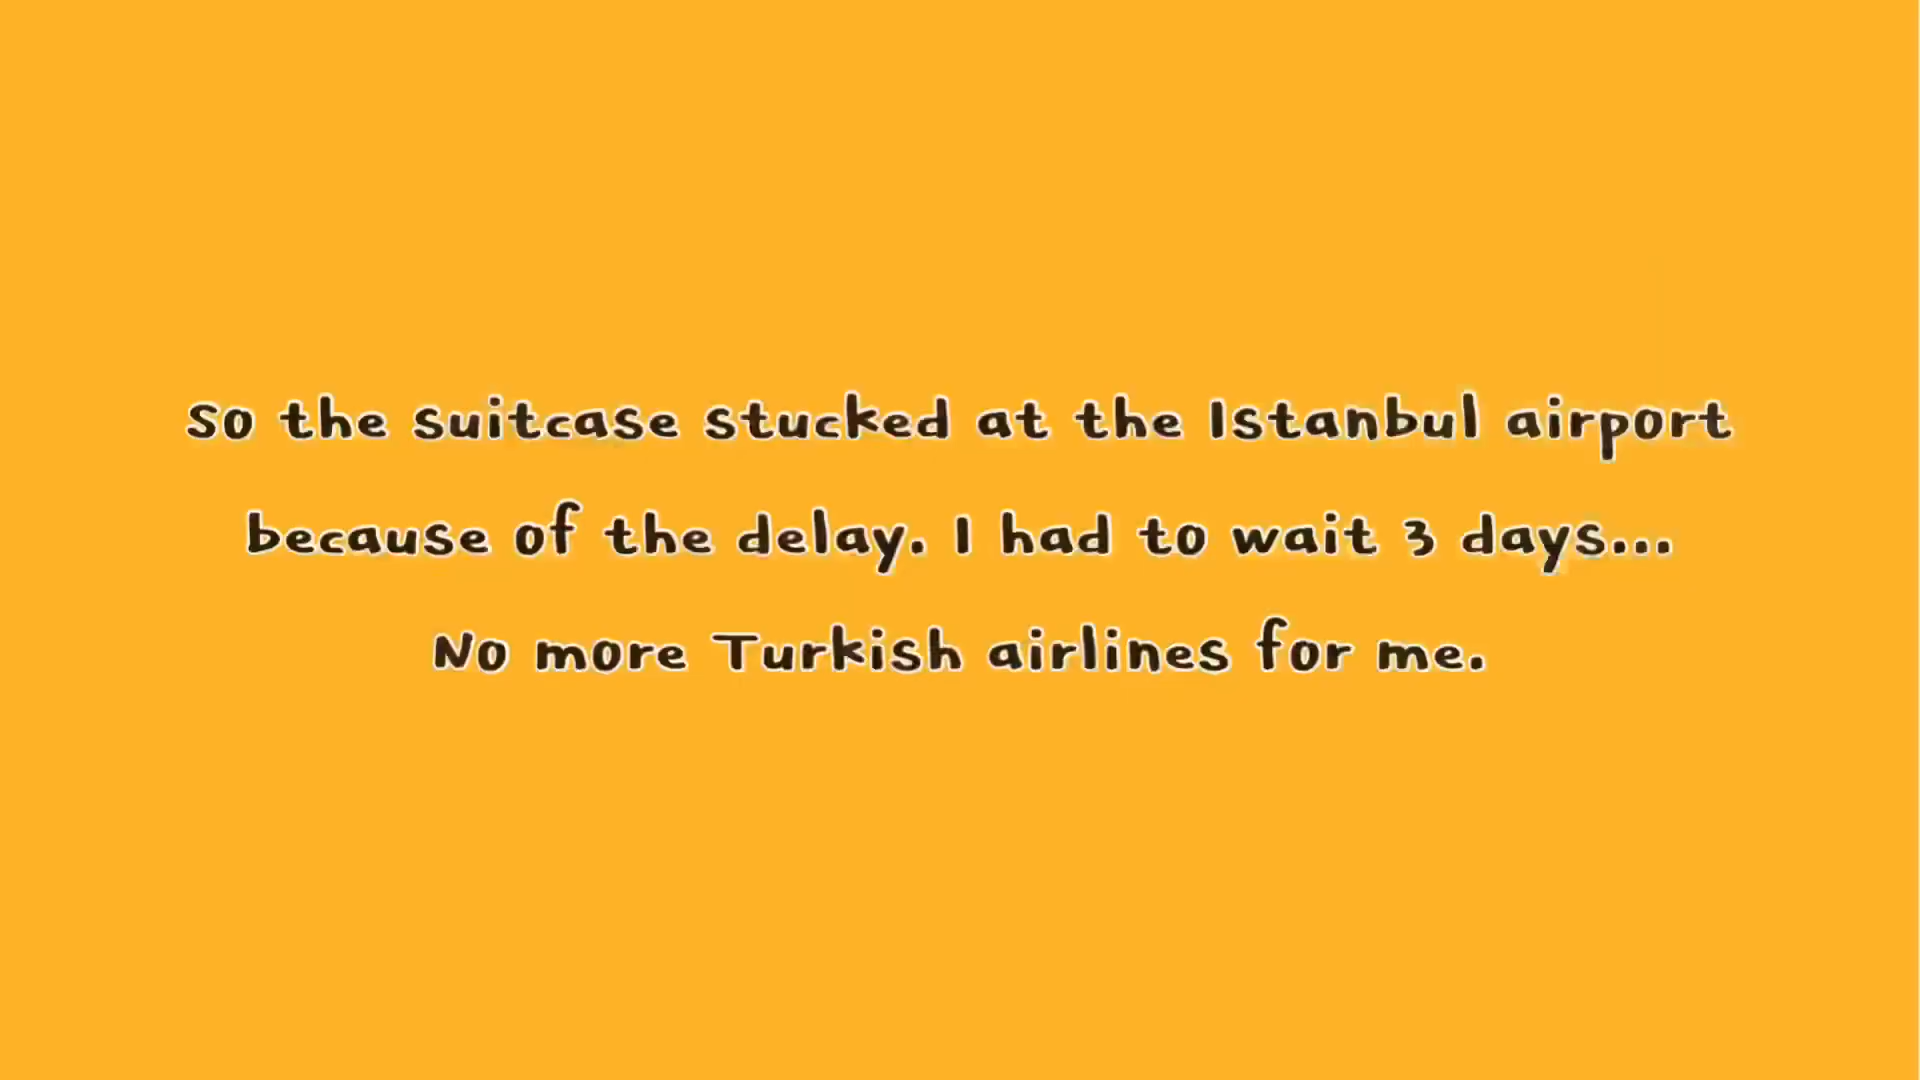 So the suitcase stucked at the Istanbul airport
because of the delay. I had to wait 3 days...
No more Turkish airlines for me.